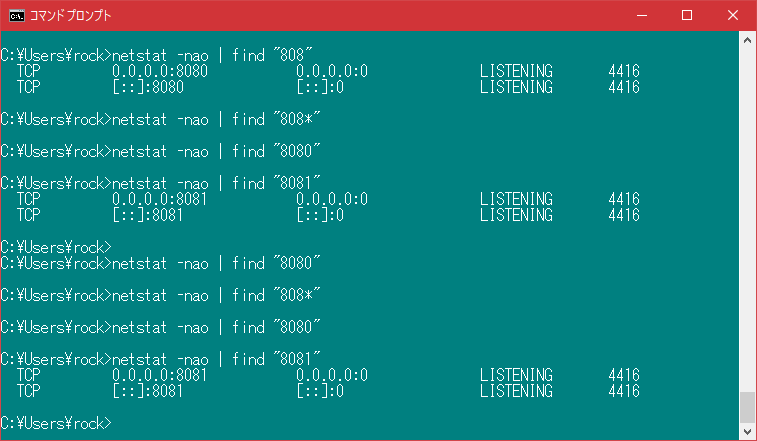 コマンドプロンプト
C:¥Users¥rock>netstat -nao | find "808"
  TCP         0.0.0.0:8080           0.0.0.0:0              LISTENING       4416
  TCP         [::]:8080              [::]:0                 LISTENING       4416
C:¥Users¥rock>netstat -nao | find "808*"
C:¥Users¥rock>netstat -nao | find "8080"
C:¥Users¥rock>netstat -nao | find "8081"
  TCP         0.0.0.0:8081           0.0.0.0:0              LISTENING       4416
  TCP         [::]:8081              [::]:0                 LISTENING       4416
C:¥Users¥rock>
C:¥Users¥rock>netstat -nao | find "8080"
C:¥Users¥rock>netstat -nao | find "808*"
C:¥Users¥rock>netstat -nao | find "8080"
C:¥Users¥rock>netstat -nao | find "8081"
  TCP         0.0.0.0:8081           0.0.0.0:0              LISTENING       4416
  TCP         [::]:8081              [::]:0                 LISTENING       4416
C:¥Users¥rock>